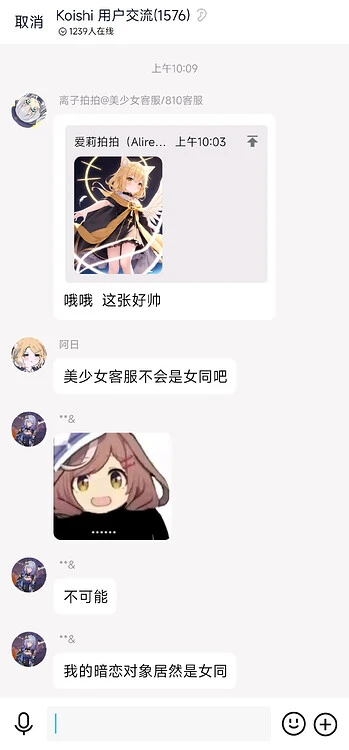 取消
Koishi 用户交流(1576)
1239人在线
上午10:09
离子拍拍@美少女客服/810客服
爱莉拍拍（Alire... 上午10:03
哦哦 这张好帅
阿日
美少女客服不会是女同吧
**&
......
**&
不可能
**&
我的暗恋对象居然是女同